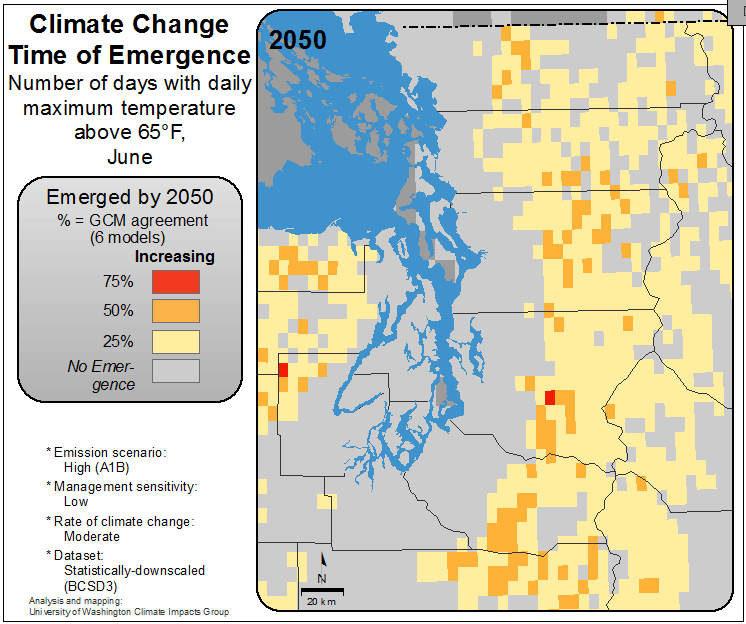 Climate Change
Time of Emergence
Number of days with daily
maximum temperature
above 65°F,
June
2050
Emerged by 2050
% = GCM agreement
(6 models)
Increasing
75%
50%
25%
No Emer-
gence
* Emission scenario:
High (A1B)
* Management sensitivity:
Low
* Rate of climate change:
Moderate
* Dataset:
Statistically-downscaled
(BCSD3)
Analysis and mapping:
University of Washington Climate Impacts Group
N
20 km